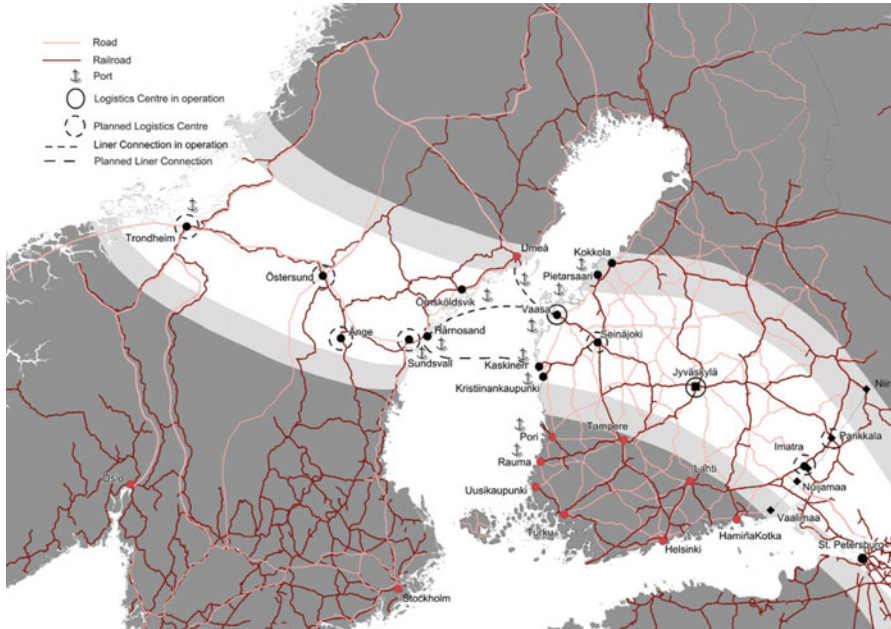 Road
Railroad
Port
Logistics Centre in operation
Planned Logistics Centre
Liner Connection in operation
Planned Liner Connection
Trondheim
Östersund
Umeå
Kokkola
Pietarsaari
Örnsköldsvik
Vaasa
Ånge
Härnosand
Seinäjoki
Sundsvall
Kaskinen
Jyväskylä
Kristiinankaupunki
Niir
Tampere
Pori
Parikkala
Imatra
Rauma
Lahti
Nuijamaa
Oslo
Uusikaupunki
Vaalimaa
Turku
HaminaKotka
Helsinki
St. Petersburg
Stockholm